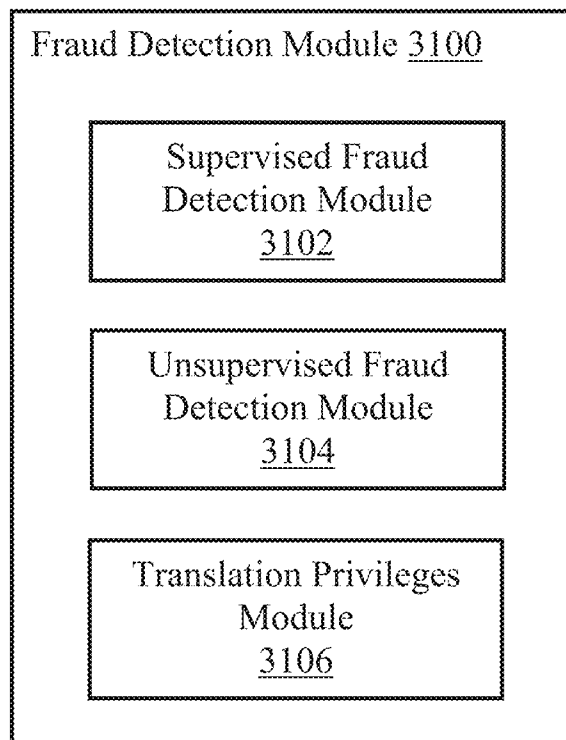 Fraud Detection Module 3100
Supervised Fraud
Detection Module
3102
Unsupervised Fraud
Detection Module
3104
Translation Privileges
Module
3106